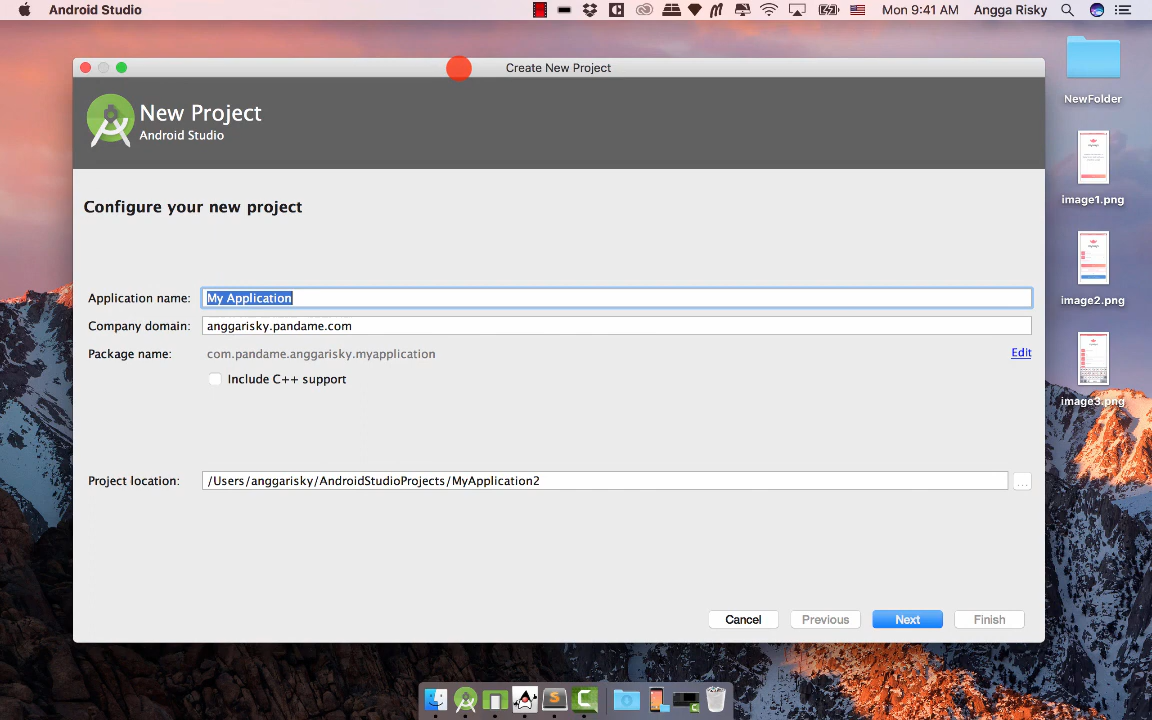 Android Studio
Mon 9:41 AM
Angga Risky
Create New Project
New Project
Android Studio
NewFolder
image1.png
image2.png
image3.png
Configure your new project
Application name: My Application
Company domain: anggarisky.pandame.com
Package name: com.pandame.anggarisky.myapplication Edit
Include C++ support
Project location: /Users/anggarisky/AndroidStudioProjects/MyApplication2 ...
Cancel Previous Next Finish